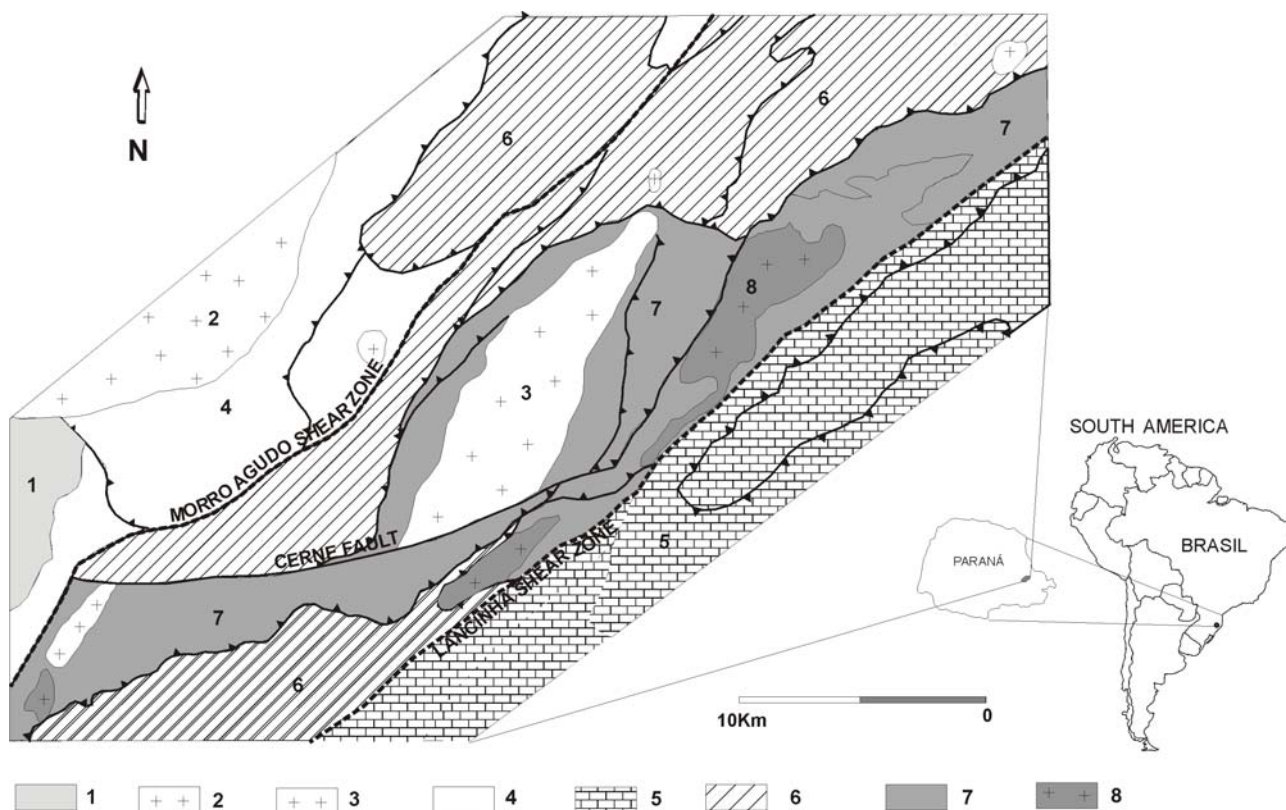 6
6
N
7
2
8
7
3
SOUTH AMERICA
4
MORRO AGUDO SHEAR ZONE
1
BRASIL
5
CERNE FAULT
PARANÁ
LANCINHA SHEAR ZONE
7
6
10Km 0
1 2 3 4 5 6 7 8